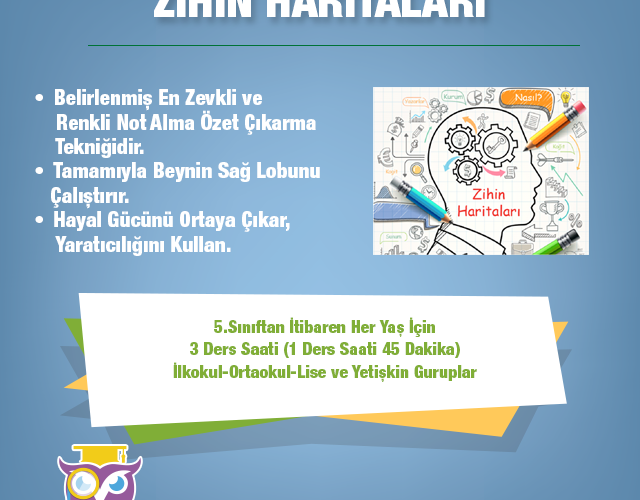 ZİHİN HARİTALARI
• Belirlenmiş En Zevkli ve
Renkli Not Alma Özet Çıkarma
Tekniğidir.
• Tamamıyla Beynin Sağ Lobunu
Çalıştırır.
• Hayal Gücünü Ortaya Çıkar,
Yaratıcılığını Kullan.
Kurum
Nasıl?
Zihin
Haritaları
5.Sınıftan İtibaren Her Yaş İçin
3 Ders Saati (1 Ders Saati 45 Dakika)
İlkokul-Ortaokul-Lise ve Yetişkin Guruplar